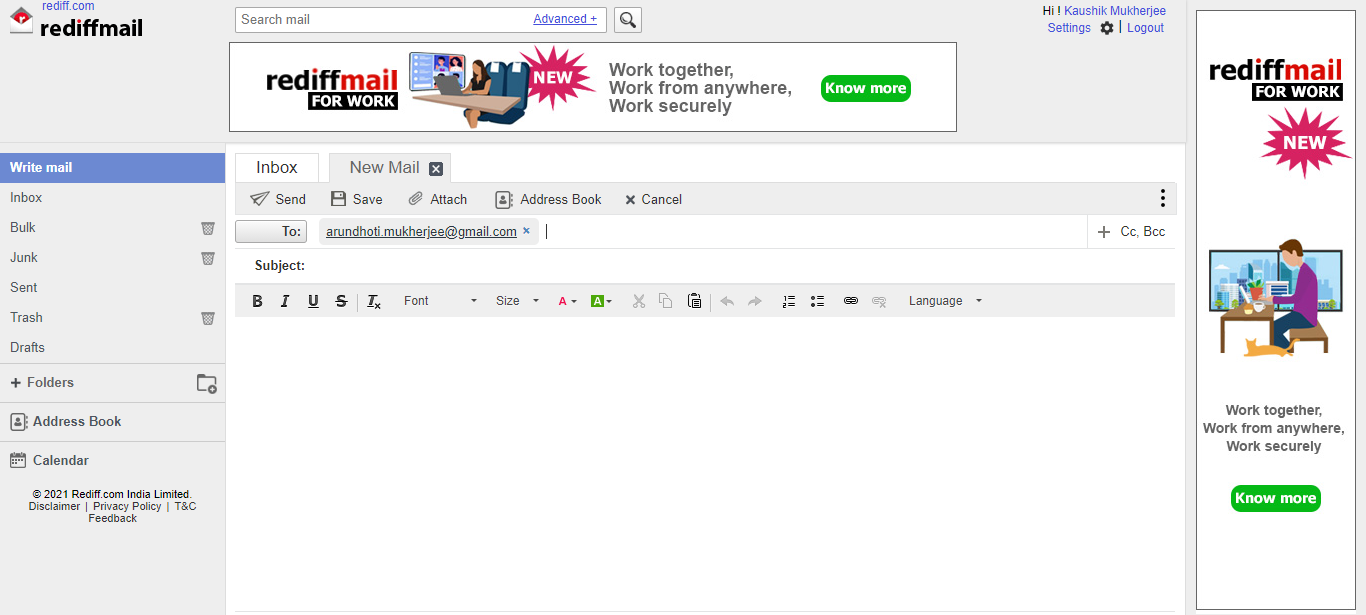 rediff.com
rediffmail
Search mail
Advanced +
Hi ! Kaushik Mukherjee
Settings | Logout
rediffmail
FOR WORK
NEW
Work together,
Work from anywhere,
Work securely
Know more
Write mail
Inbox
Bulk
Junk
Sent
Trash
Drafts
+ Folders
Address Book
Calendar
© 2021 Rediff.com India Limited.
Disclaimer | Privacy Policy | T&C
Feedback
Inbox
New Mail
Send Save Attach Address Book Cancel
To: arundhoti.mukherjee@gmail.com × + Cc, Bcc
Subject:
B I U S Tx Font Size A A Language
rediffmail
FOR WORK
NEW
Work together,
Work from anywhere,
Work securely
Know more